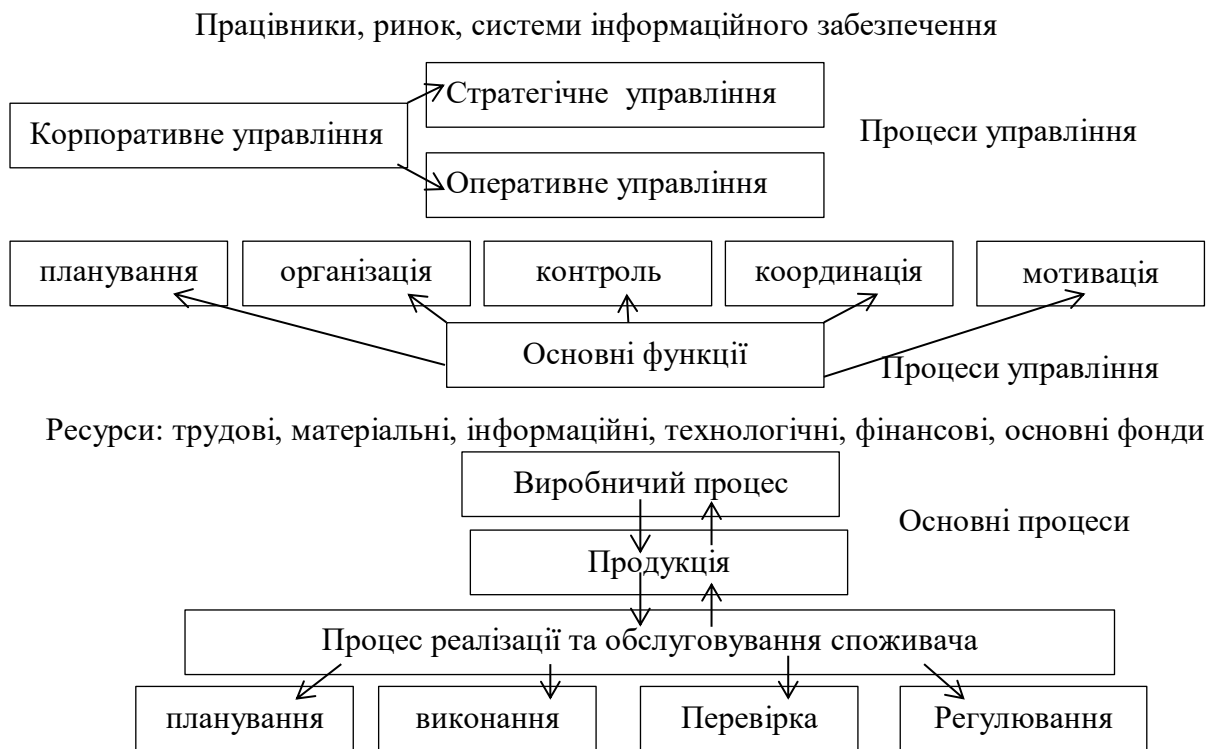 Працівники, ринок, системи інформаційного забезпечення
Стратегічне управління
Корпоративне управління
Процеси управління
Оперативне управління
планування
організація
контроль
координація
мотивація
Основні функції
Процеси управління
Ресурси: трудові, матеріальні, інформаційні, технологічні, фінансові, основні фонди
Виробничий процес
Основні процеси
Продукція
Процес реалізації та обслуговування споживача
планування
виконання
Перевірка
Регулювання